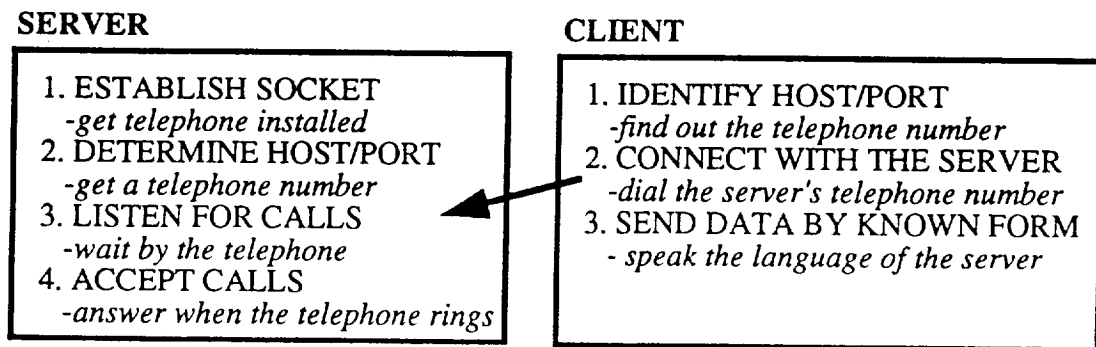 SERVER
1. ESTABLISH SOCKET
-get telephone installed
2. DETERMINE HOST/PORT
-get a telephone number
3. LISTEN FOR CALLS
-wait by the telephone
4. ACCEPT CALLS
-answer when the telephone rings
CLIENT
1. IDENTIFY HOST/PORT
-find out the telephone number
2. CONNECT WITH THE SERVER
-dial the server's telephone number
3. SEND DATA BY KNOWN FORM
- speak the language of the server